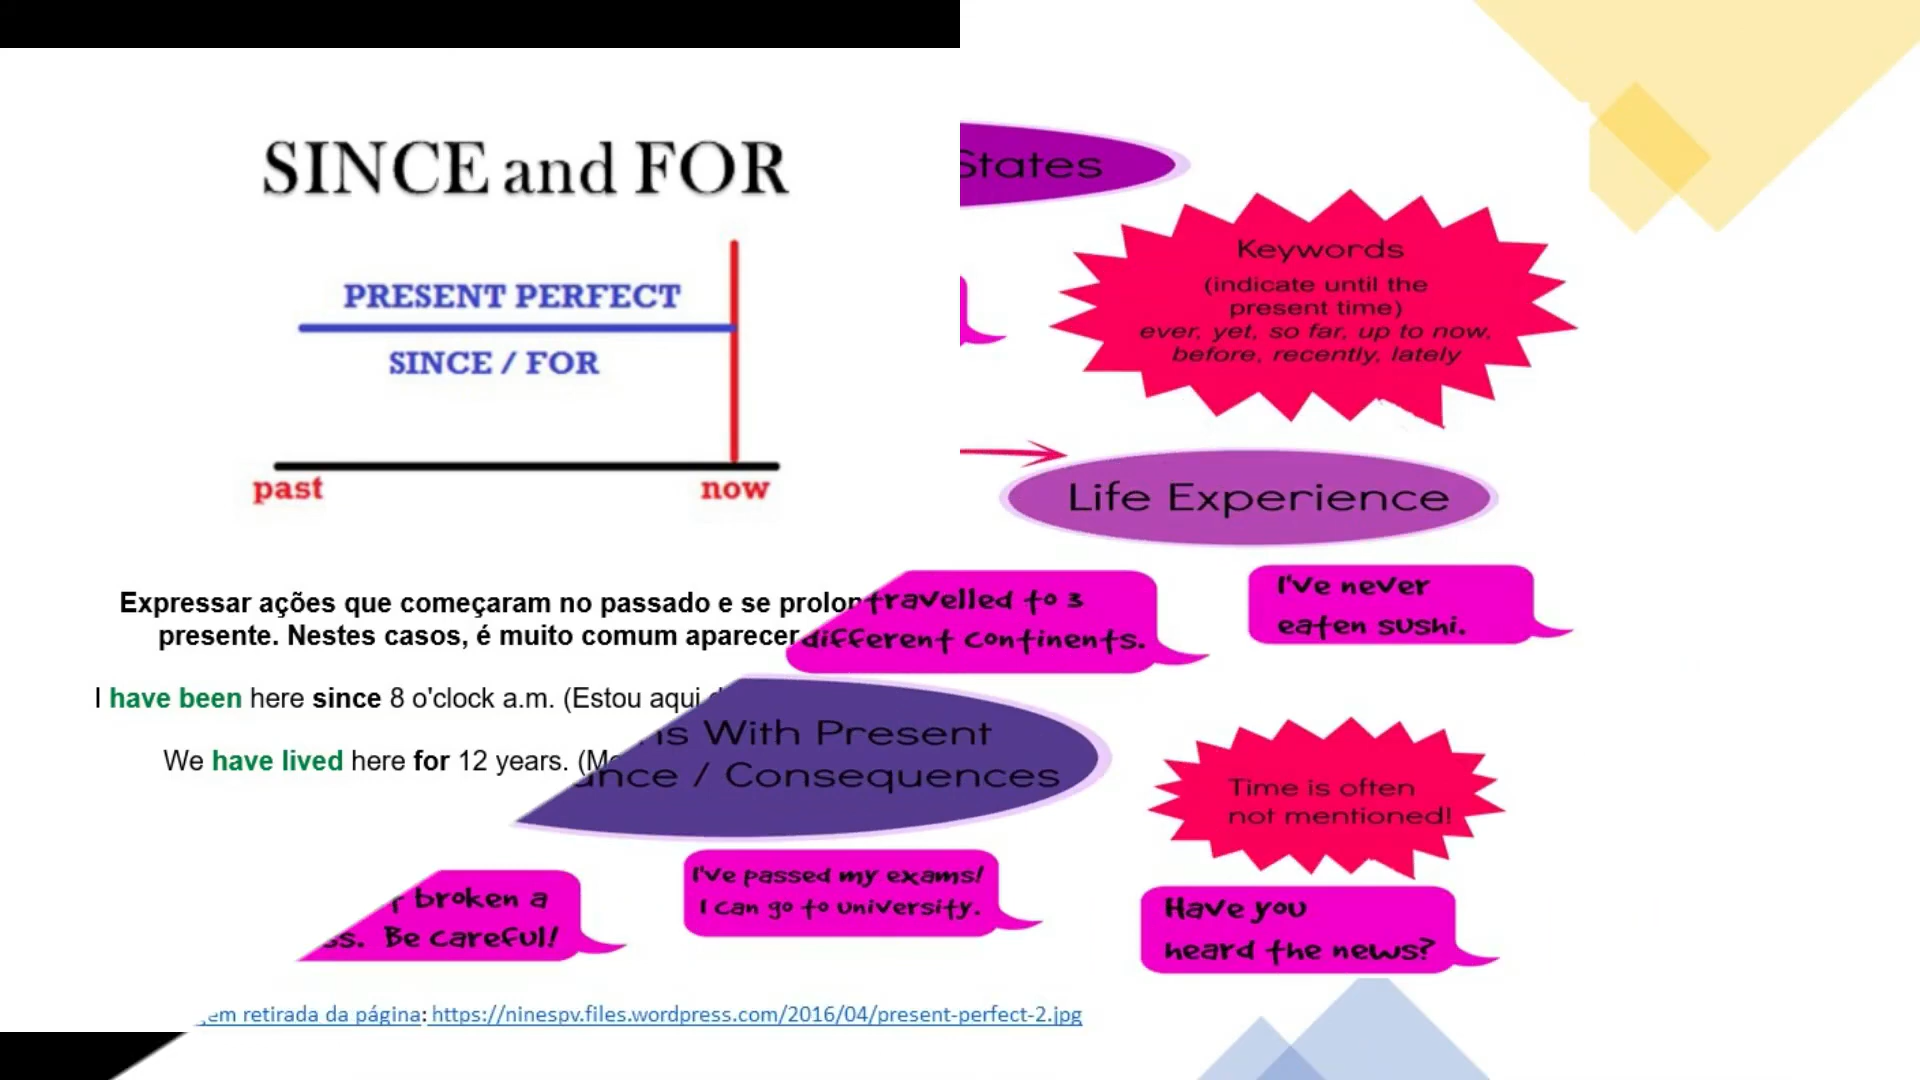 SINCE and FOR
PRESENT PERFECT
SINCE / FOR
past
now
Expressar ações que começaram no passado e se
presente. Nestes casos, é muito comum aparecer
I have been here since 8 o'clock a.m. (Estou aqui
We have lived here for 12 years.
States
Keywords
(indicate until the
present time)
ever, yet, so far, up to now,
before, recently, lately
Life Experience
travelled to 3
different continents.
I've never
eaten sushi.
With Present
/ Consequences
Time is often
not mentioned!
broken a
Be careful!
I've passed my exams!
I can go to university.
Have you
heard the news?
retirada da página: https://ninespv.files.wordpress.com/2016/04/present-perfect-2.jpg